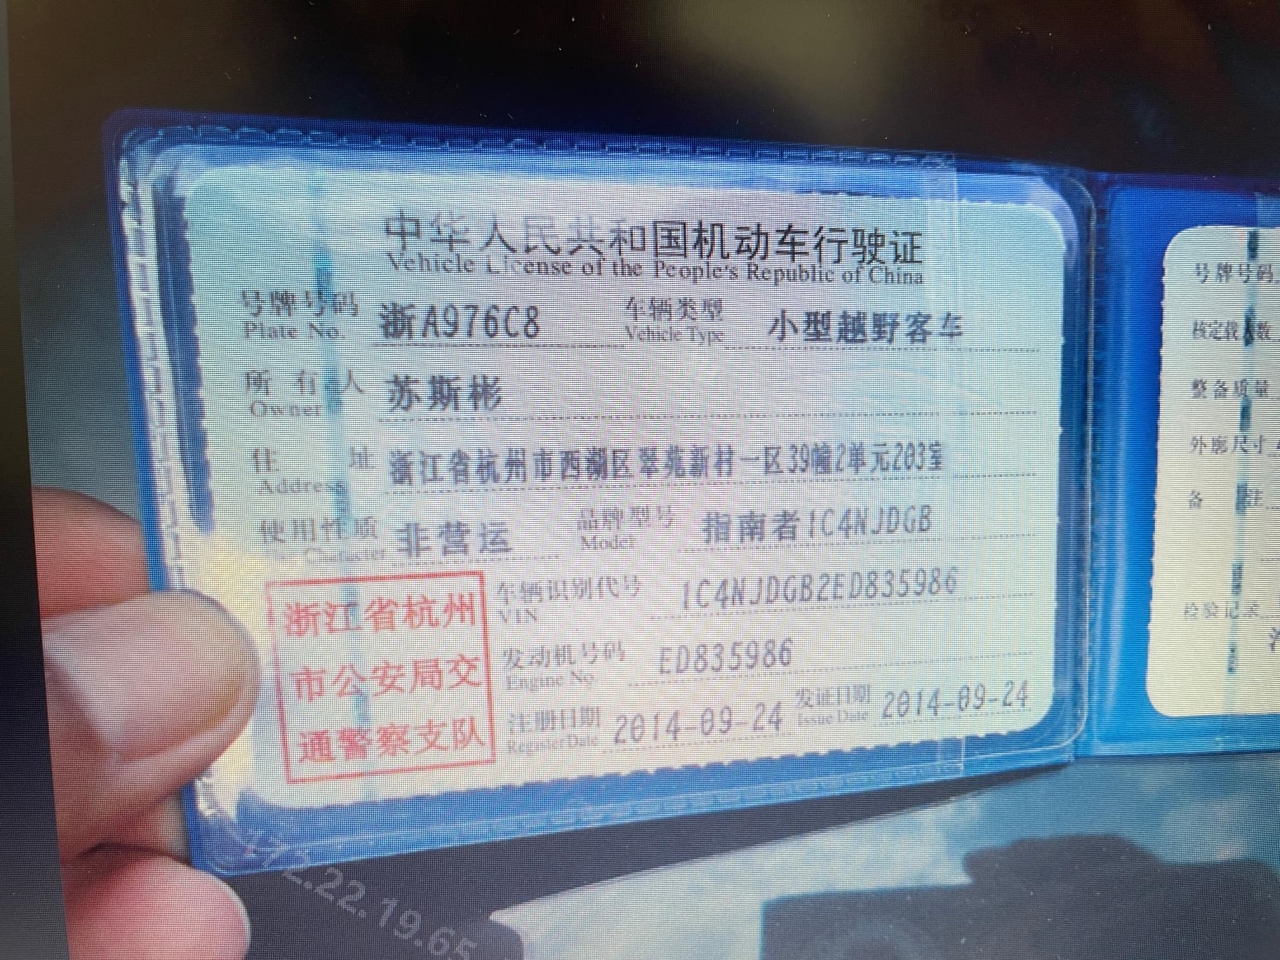 中华人民共和国机动车行驶证
Vehicle License of the People's Republic of China
号牌号码 浙A976C8 车辆类型 小型越野客车
Plate No. Vehicle Type
所有人 苏斯彬
Owner
住址 浙江省杭州市西湖区翠苑新村一区39幢2单元203室
Address
使用性质 非营运 品牌型号 指南者1C4NJDGB
Use Character Model
浙江省杭州
市公安局交
通警察支队
车辆识别代号 1C4NJDGB2ED835986
VIN
发动机号码 ED835986
Engine No.
注册日期 2014-09-24 发证日期 2014-09-24
Register Date Issue Date
号牌号码
核定载人数
整备质量
外廓尺寸
备注
检验记录
172.22.19.65